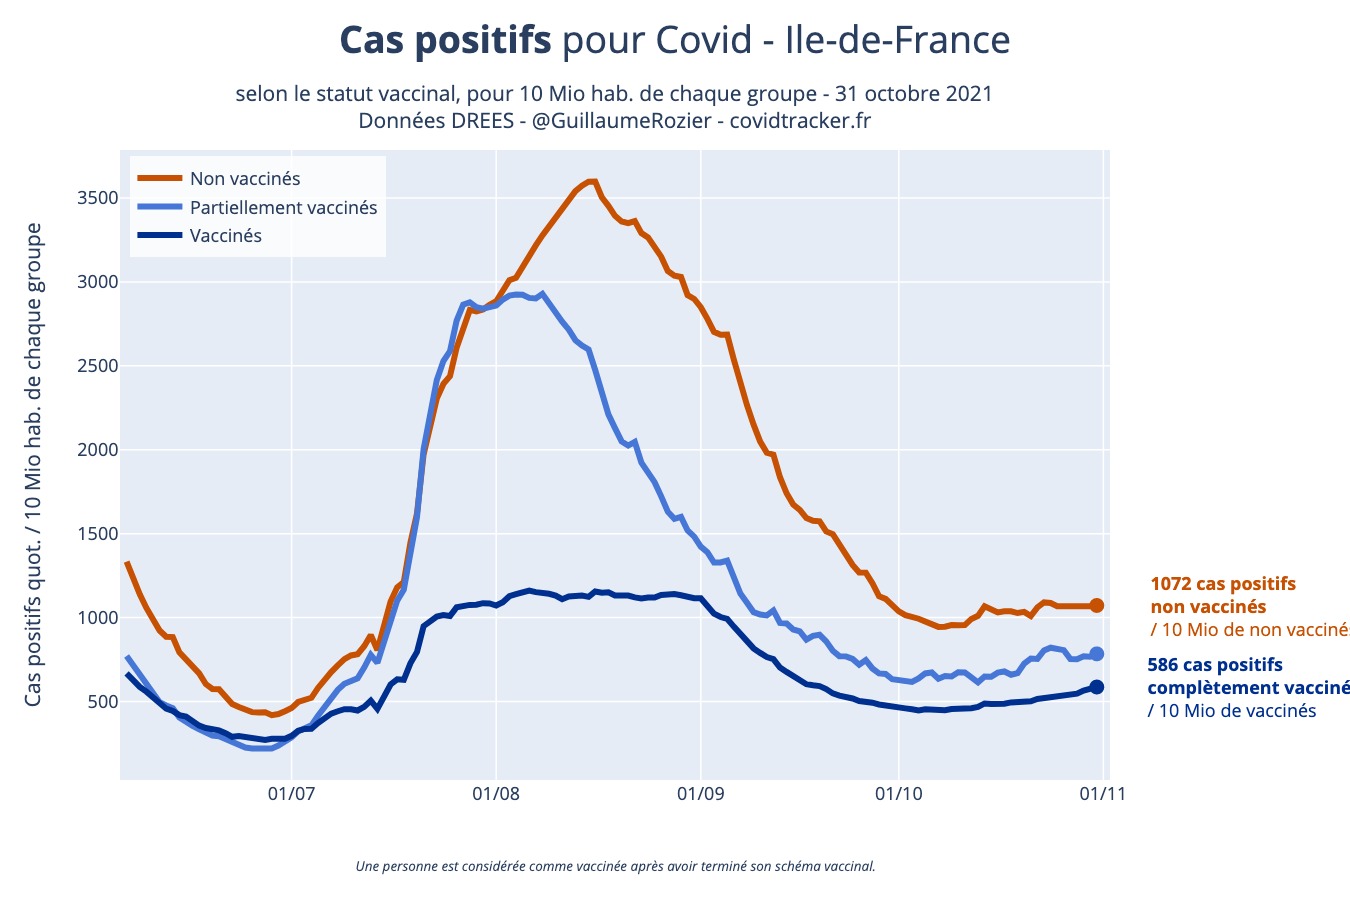 Cas positifs pour Covid - Ile-de-France
selon le statut vaccinal, pour 10 Mio hab. de chaque groupe - 31 octobre 2021
Données DREES - @GuillaumeRozier - covidtracker.fr
Non vaccinés
Partiellement vaccinés
Vaccinés
Cas positifs quot. / 10 Mio hab. de chaque groupe
3500
3000
2500
2000
1500
1000
500
01/07
01/08
01/09
01/10
01/11
1072 cas positifs
non vaccinés
/ 10 Mio de non vacciné
586 cas positifs
complètement vacciné
/ 10 Mio de vaccinés
Une personne est considérée comme vaccinée après avoir terminé son schéma vaccinal.